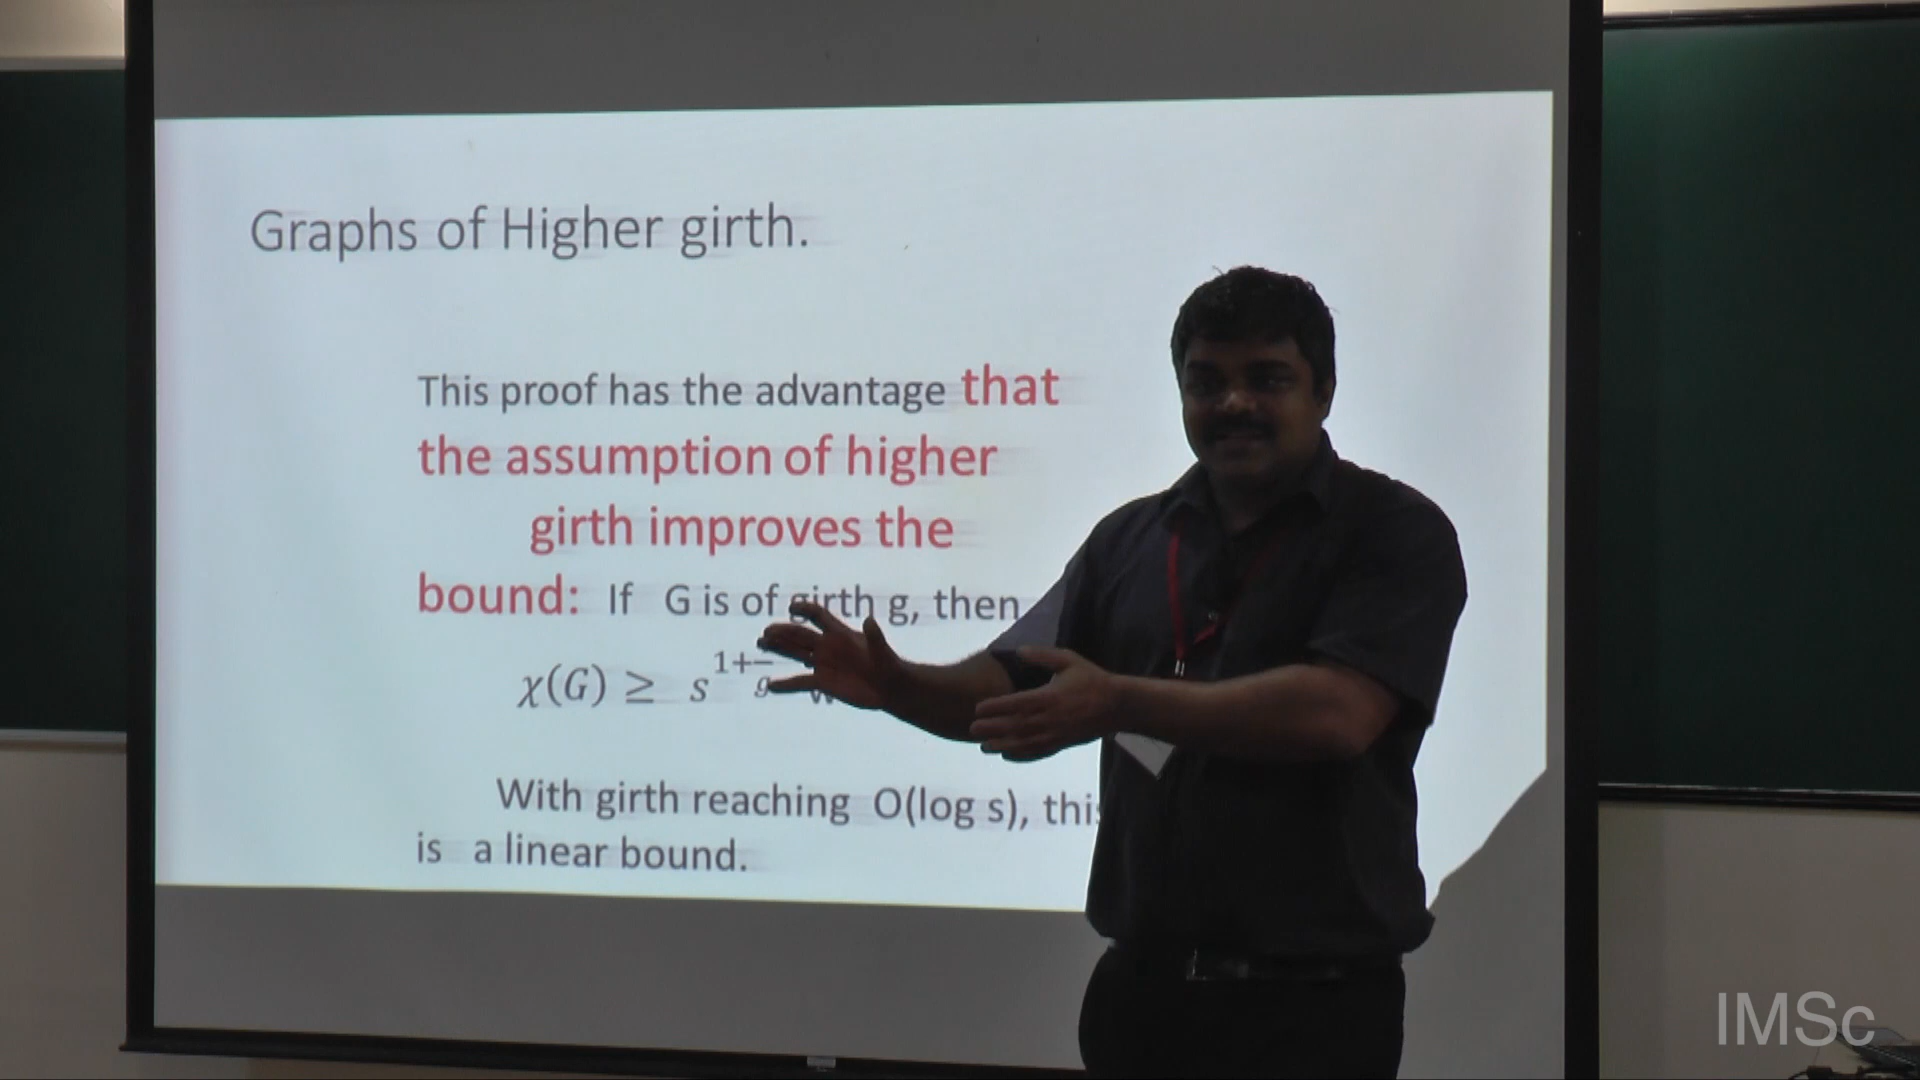 Graphs of Higher girth.
This proof has the advantage that
the assumption of higher
girth improves the
bound: If G is of girth g, then
χ(G) ≥ s^{1+
g
With girth reaching O(log s), this
is a linear bound.
IMSc